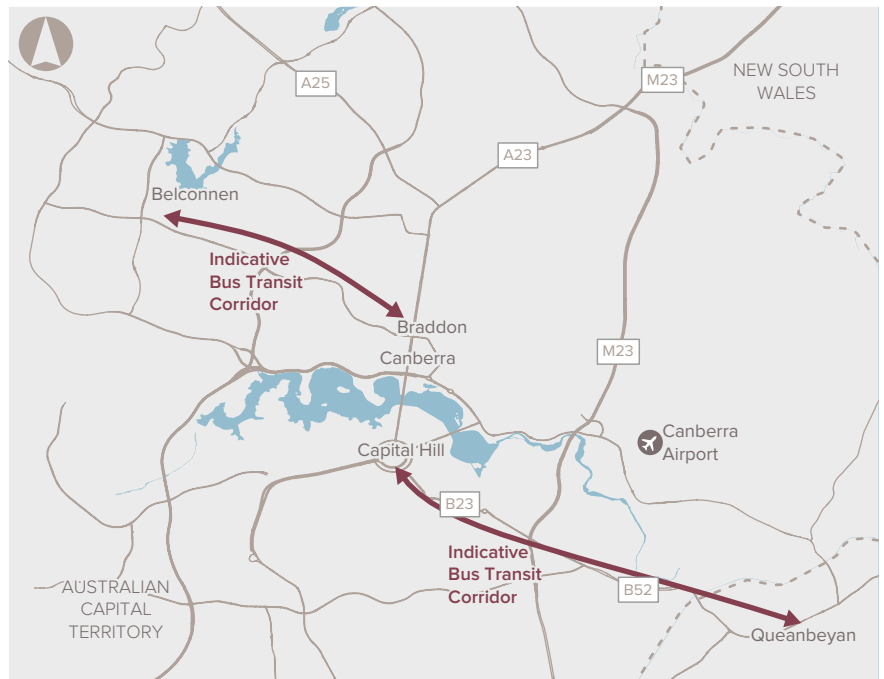 A25
M23
NEW SOUTH
WALES
A23
Belconnen
Indicative
Bus Transit
Corridor
Braddon
Canberra
M23
Capital Hill
Canberra
Airport
B23
Indicative
Bus Transit
Corridor
B52
AUSTRALIAN
CAPITAL
TERRITORY
Queanbeyan